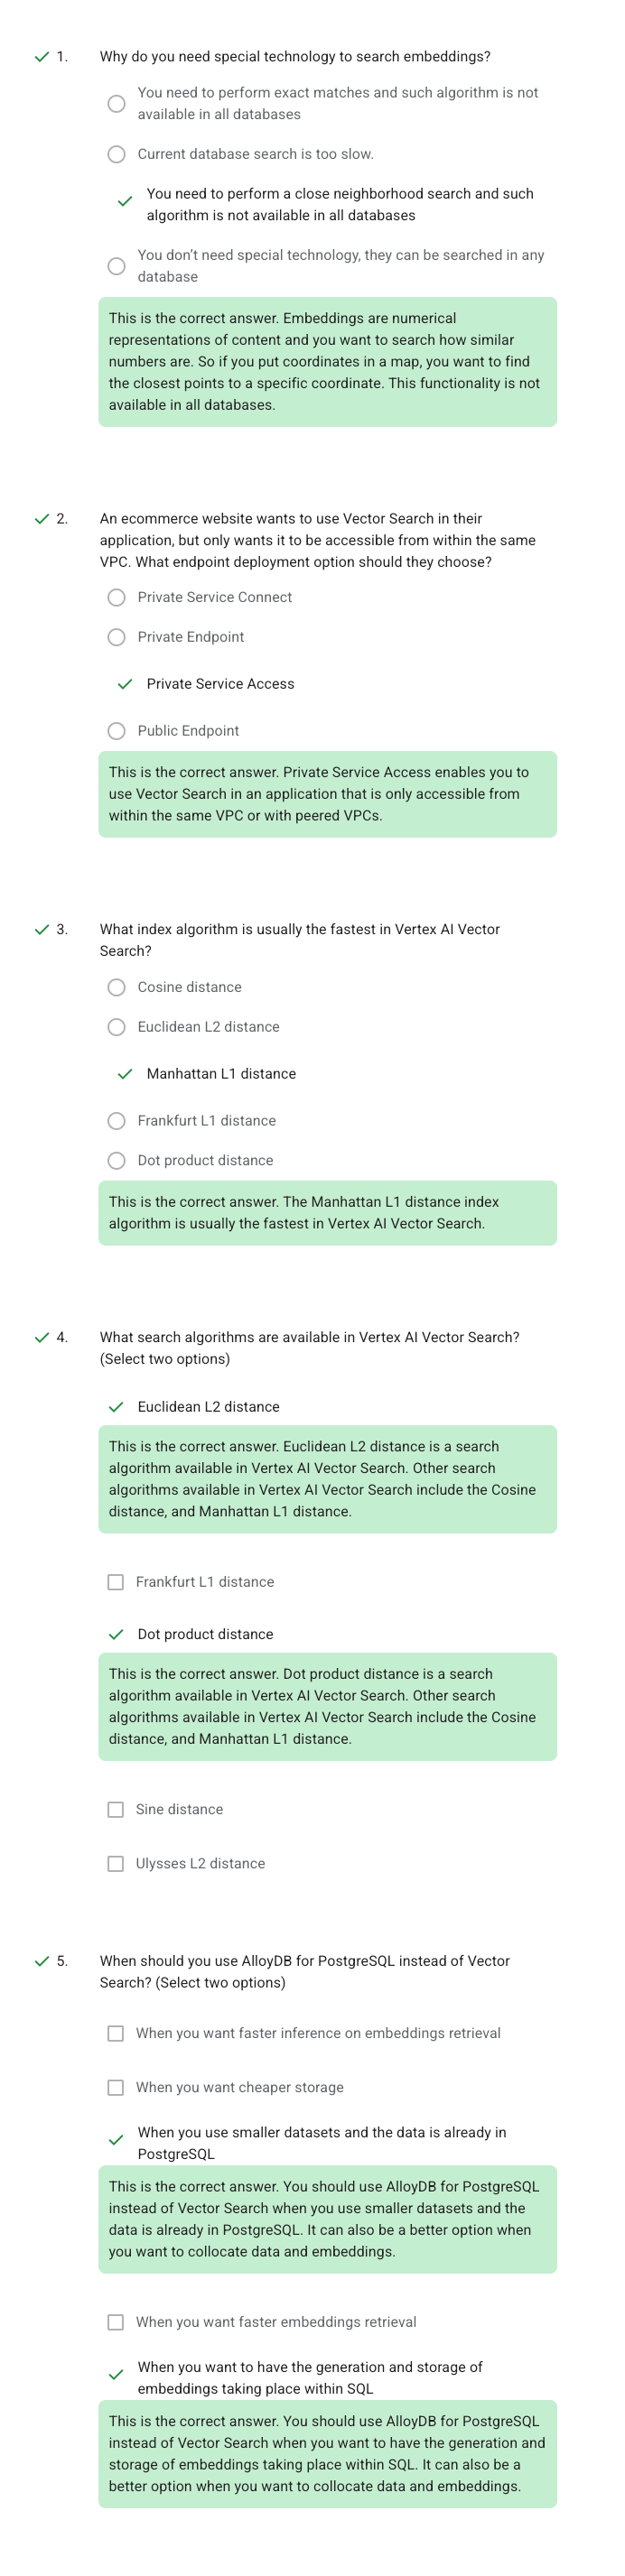 1. Why do you need special technology to search embeddings?
You need to perform exact matches and such algorithm is not
available in all databases
Current database search is too slow.
You need to perform a close neighborhood search and such
algorithm is not available in all databases
You don’t need special technology, they can be searched in any
database
This is the correct answer. Embeddings are numerical
representations of content and you want to search how similar
numbers are. So if you put coordinates in a map, you want to find
the closest points to a specific coordinate. This functionality is not
available in all databases.
2. An ecommerce website wants to use Vector Search in their
application, but only wants it to be accessible from within the same
VPC. What endpoint deployment option should they choose?
Private Service Connect
Private Endpoint
Private Service Access
Public Endpoint
This is the correct answer. Private Service Access enables you to
use Vector Search in an application that is only accessible from
within the same VPC or with peered VPCs.
3. What index algorithm is usually the fastest in Vertex AI Vector
Search?
Cosine distance
Euclidean L2 distance
Manhattan L1 distance
Frankfurt L1 distance
Dot product distance
This is the correct answer. The Manhattan L1 distance index
algorithm is usually the fastest in Vertex AI Vector Search.
4. What search algorithms are available in Vertex AI Vector Search?
(Select two options)
Euclidean L2 distance
This is the correct answer. Euclidean L2 distance is a search
algorithm available in Vertex AI Vector Search. Other search
algorithms available in Vertex AI Vector Search include the Cosine
distance, and Manhattan L1 distance.
Frankfurt L1 distance
Dot product distance
This is the correct answer. Dot product distance is a search
algorithm available in Vertex AI Vector Search. Other search
algorithms available in Vertex AI Vector Search include the Cosine
distance, and Manhattan L1 distance.
Sine distance
Ulysses L2 distance
5. When should you use AlloyDB for PostgreSQL instead of Vector
Search? (Select two options)
When you want faster inference on embeddings retrieval
When you want cheaper storage
When you use smaller datasets and the data is already in
PostgreSQL
This is the correct answer. You should use AlloyDB for PostgreSQL
instead of Vector Search when you use smaller datasets and the
data is already in PostgreSQL. It can also be a better option when
you want to collocate data and embeddings.
When you want faster embeddings retrieval
When you want to have the generation and storage of
embeddings taking place within SQL
This is the correct answer. You should use AlloyDB for PostgreSQL
instead of Vector Search when you want to have the generation and
storage of embeddings taking place within SQL. It can also be a
better option when you want to collocate data and embeddings.